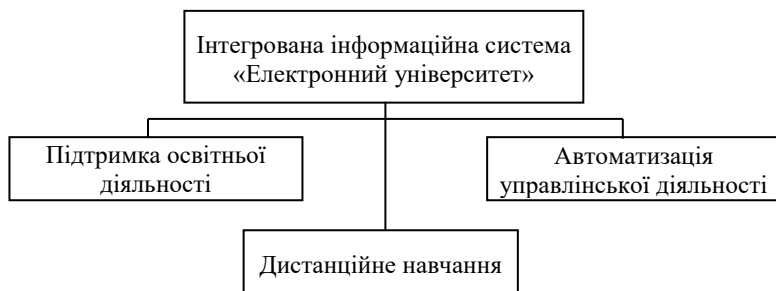 Інтегрована інформаційна система
«Електронний університет»
Підтримка освітньої
діяльності
Автоматизація
управлінської діяльності
Дистанційне навчання